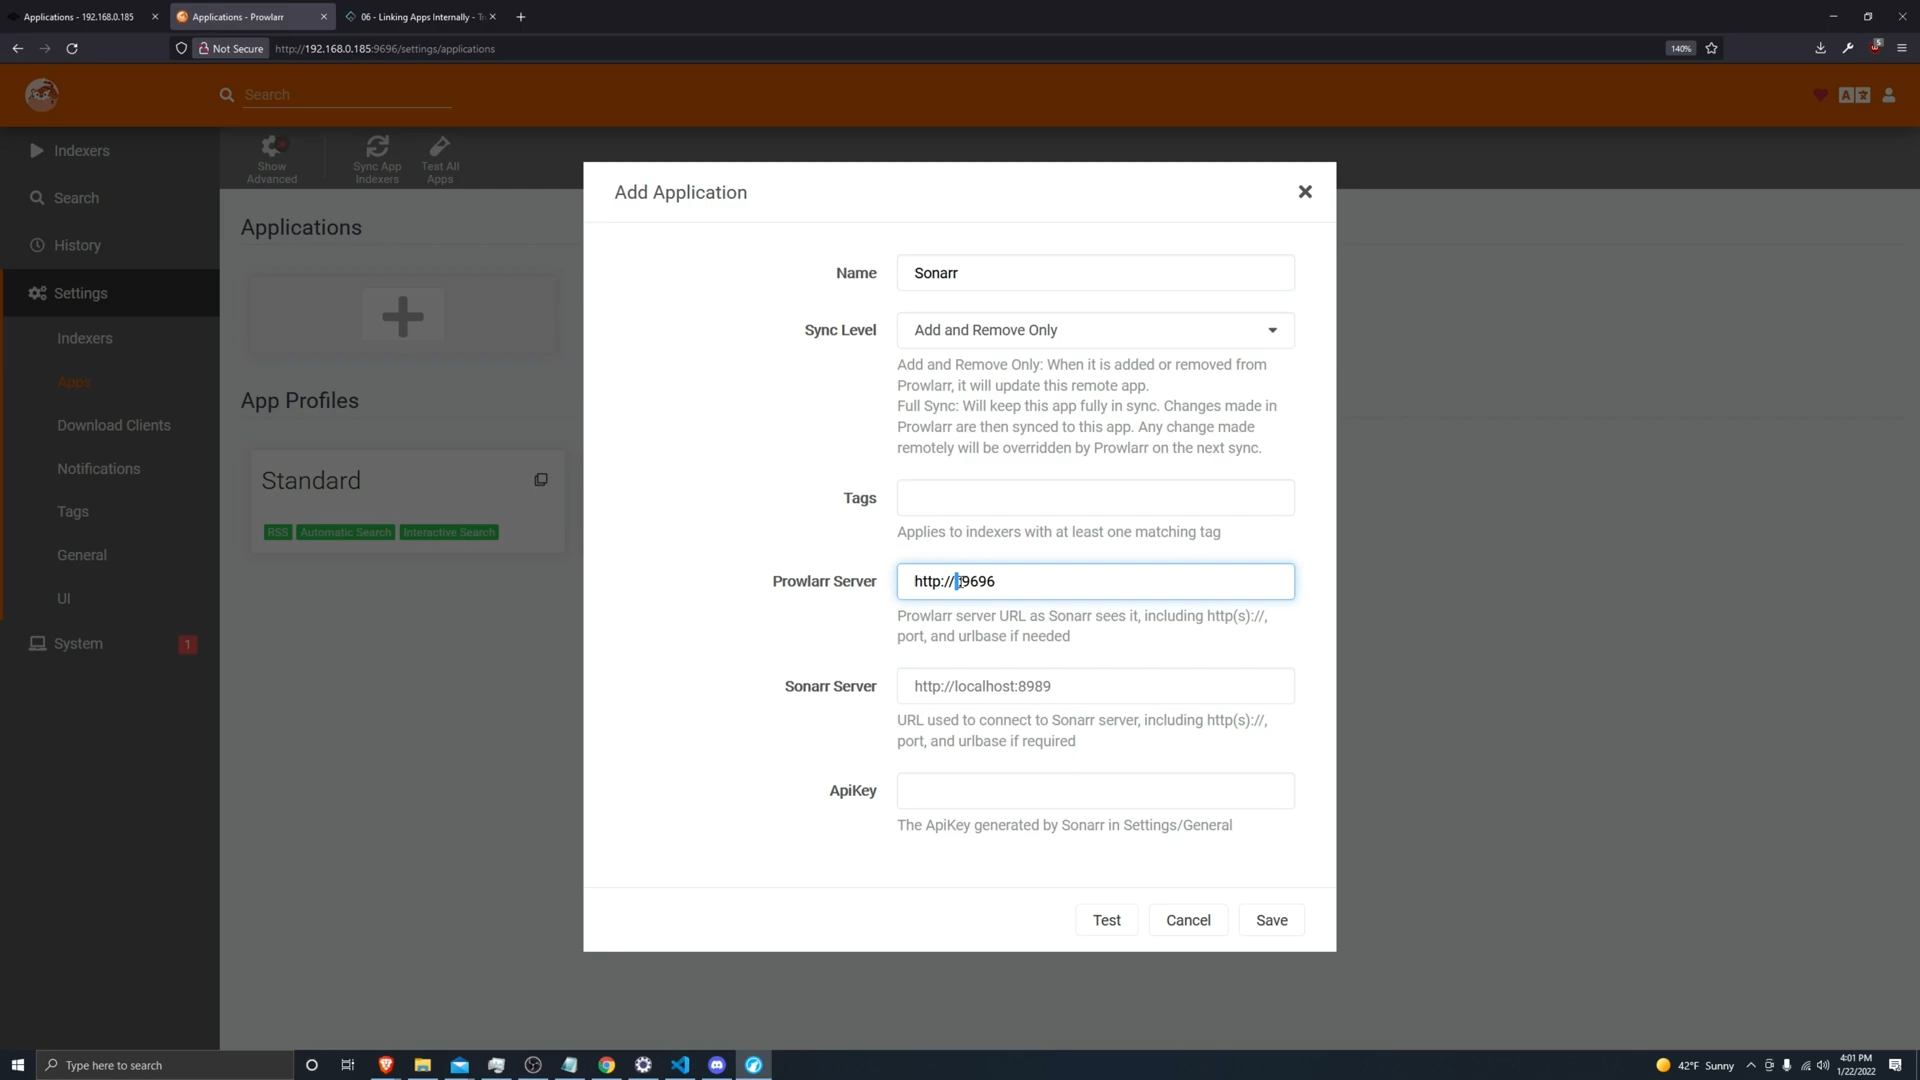 Applications - 192.168.0.185
Applications - Prowlarr
06 - Linking Apps Internally - Tr
Not Secure
http://192.168.0.185:9696/settings/applications
140%
5
Search
Indexers
Search
History
Settings
Indexers
Apps
Download Clients
Notifications
Tags
General
UI
System
1
Show
Advanced
Sync App
Indexers
Test All
Apps
Applications
App Profiles
Standard
RSS
Automatic Search
Interactive Search
Add Application
Name
Sonarr
Sync Level
Add and Remove Only
Add and Remove Only: When it is added or removed from
Prowlarr, it will update this remote app.
Full Sync: Will keep this app fully in sync. Changes made in
Prowlarr are then synced to this app. Any change made
remotely will be overridden by Prowlarr on the next sync.
Tags
Applies to indexers with at least one matching tag
Prowlarr Server
http://:9696
Prowlarr server URL as Sonarr sees it, including http(s)://,
port, and urlbase if needed
Sonarr Server
http://localhost:8989
URL used to connect to Sonarr server, including http(s)://,
port, and urlbase if required
ApiKey
The ApiKey generated by Sonarr in Settings/General
Test
Cancel
Save
Type here to search
42°F Sunny
4:01 PM
1/22/2022